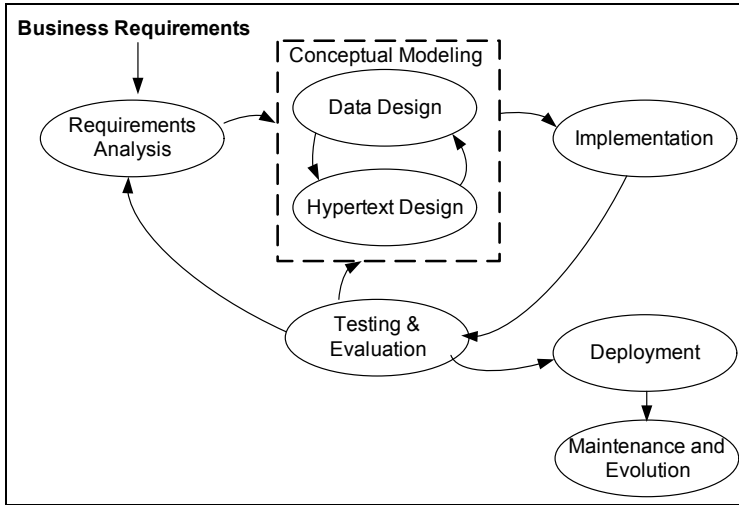 Business Requirements
Conceptual Modeling
Data Design
Requirements
Analysis
Implementation
Hypertext Design
Testing &
Evaluation
Deployment
Maintenance and
Evolution